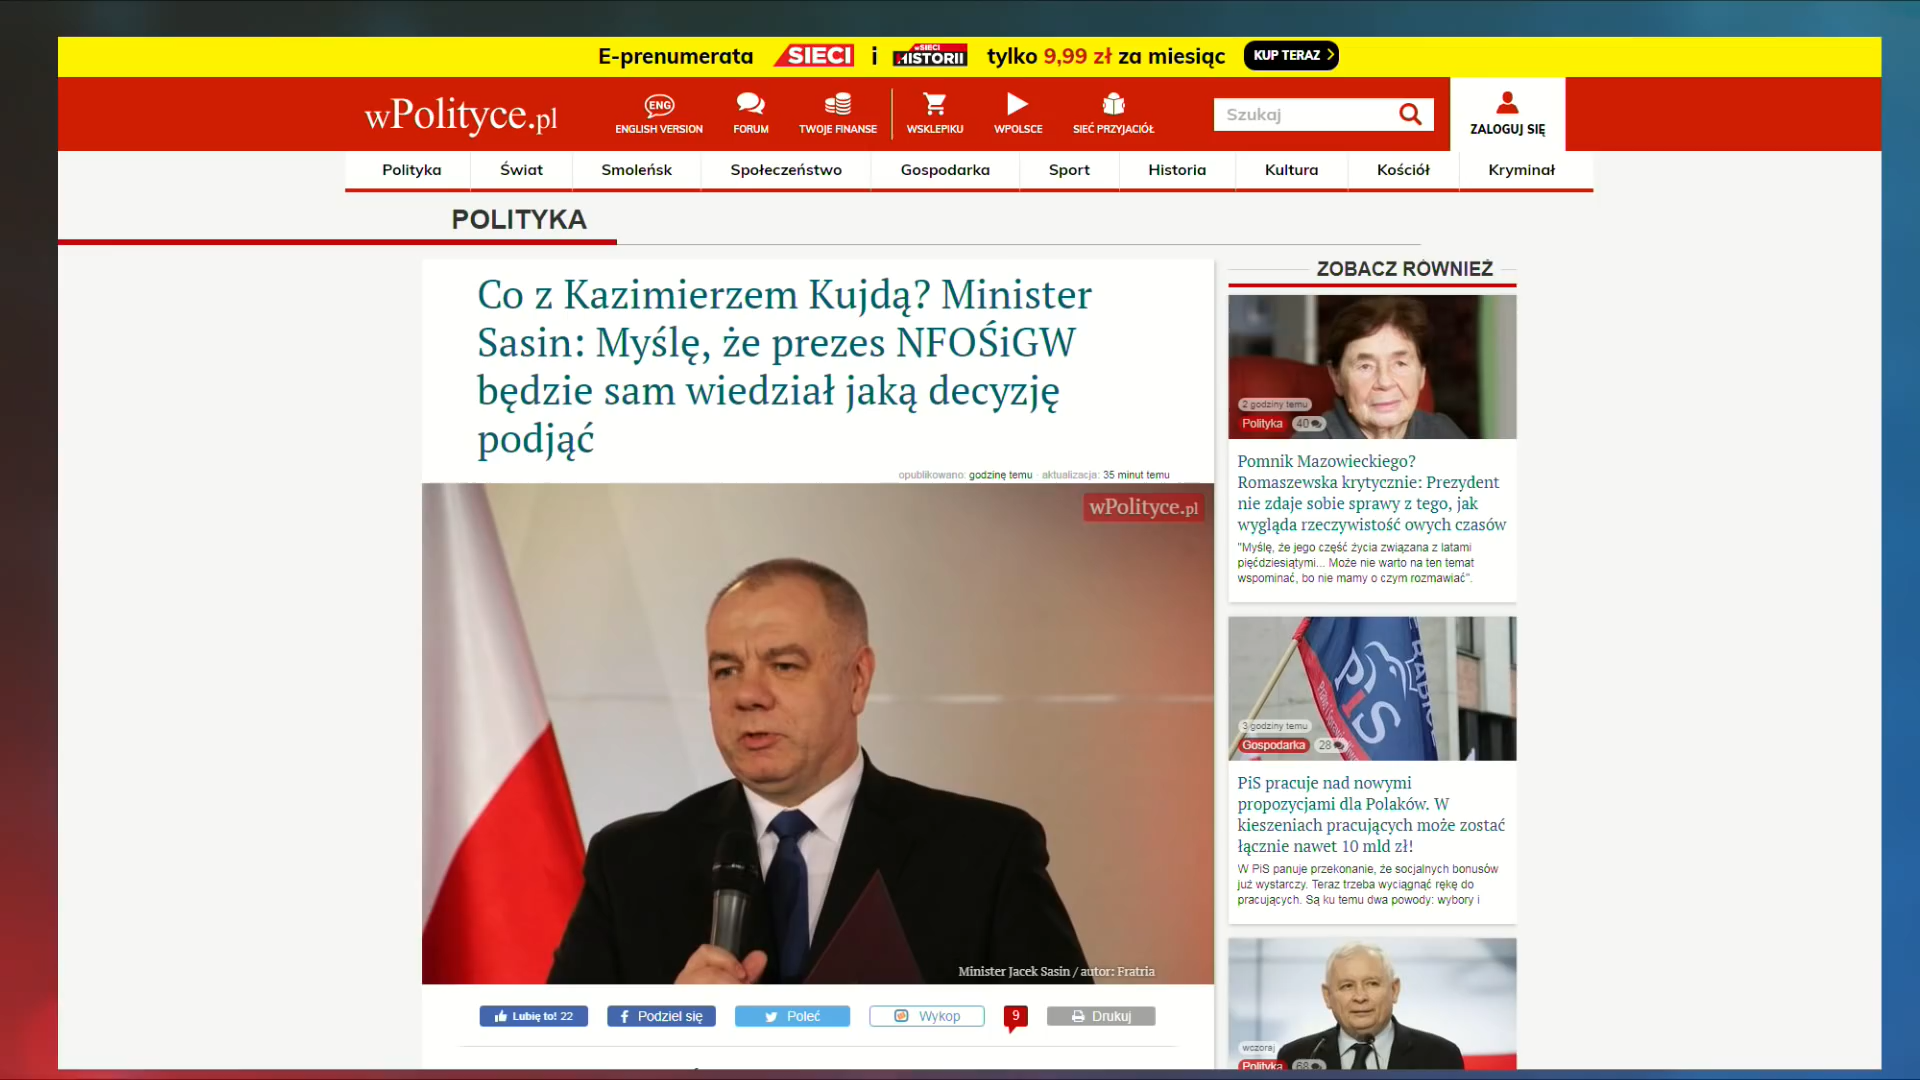 E-prenumerata SIECI i wSIECI HISTORII tylko 9,99 zł za miesiąc KUP TERAZ
wPolityce.pl
ENG
ENGLISH VERSION
FORUM
TWOJE FINANSE
WSKLEPIKU
WPOLSCE
SIEĆ PRZYJACIÓŁ
Szukaj
ZALOGUJ SIĘ
Polityka Świat Smoleńsk Społeczeństwo Gospodarka Sport Historia Kultura Kościół Kryminał
POLITYKA
Co z Kazimierzem Kujdą? Minister
Sasin: Myślę, że prezes NFOŚiGW
będzie sam wiedział jaką decyzję
podjąć
opublikowano: godzinę temu · aktualizacja: 35 minut temu
wPolityce.pl
Minister Jacek Sasin / autor: Fratria
Lubię to! 22
Podziel się
Poleć
Wykop
9
Drukuj
ZOBACZ RÓWNIEŻ
2 godziny temu
Polityka 40
Pomnik Mazowieckiego?
Romaszewska krytycznie: Prezydent
nie zdaje sobie sprawy z tego, jak
wygląda rzeczywistość owych czasów
"Myślę, że jego część życia związana z latami
pięćdziesiątymi... Może nie warto na ten temat
wspominać, bo nie mamy o czym rozmawiać".
PiS
3 godziny temu
Gospodarka 28
PiS pracuje nad nowymi
propozycjami dla Polaków. W
kieszeniach pracujących może zostać
łącznie nawet 10 mld zł!
W PiS panuje przekonanie, że socjalnych bonusów
już wystarczy. Teraz trzeba wyciągnąć rękę do
pracujących. Są ku temu dwa powody: wybory i
wczoraj
Polityka 68